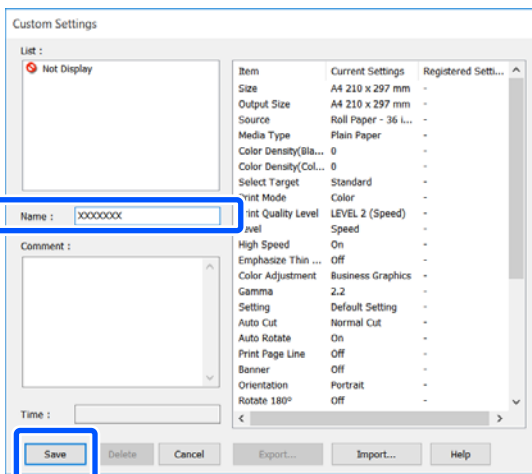 Custom Settings
List :
Not Display
Item Current Settings Registered Setti...
Size A4 210 x 297 mm -
Output Size A4 210 x 297 mm -
Source Roll Paper - 36 i... -
Media Type Plain Paper -
Color Density(Bla... 0 -
Color Density(Col... 0 -
Select Target Standard -
Print Mode Color -
Name : XXXXXXX
Print Quality Level LEVEL 2 (Speed) -
Level Speed -
Comment :
High Speed On -
Emphasize Thin ... Off -
Color Adjustment Business Graphics -
Gamma 2.2 -
Setting Default Setting -
Auto Cut Normal Cut -
Auto Rotate On -
Print Page Line Off -
Banner Off -
Orientation Portrait -
Rotate 180° Off -
Time :
Save Delete Cancel Export... Import... Help